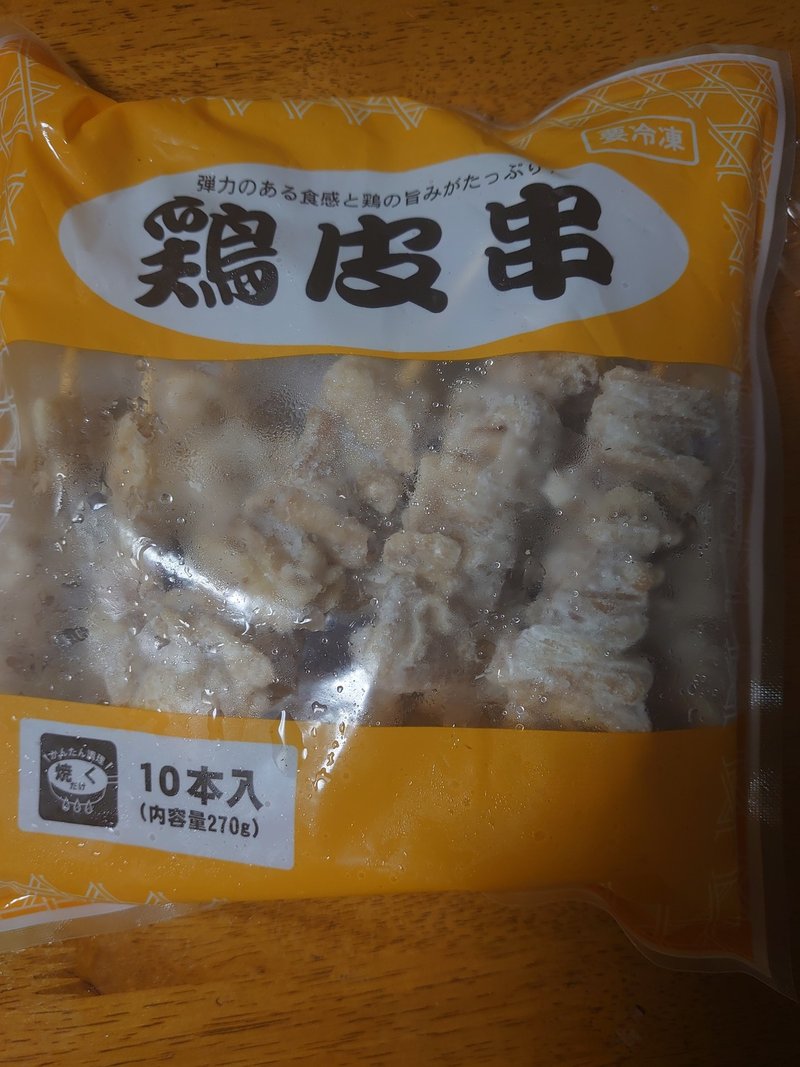 要冷凍
弾力のある食感と鶏の旨みがたっぷり
鶏皮串
かんたん調理
焼く
だけ
10本入
(内容量270g)